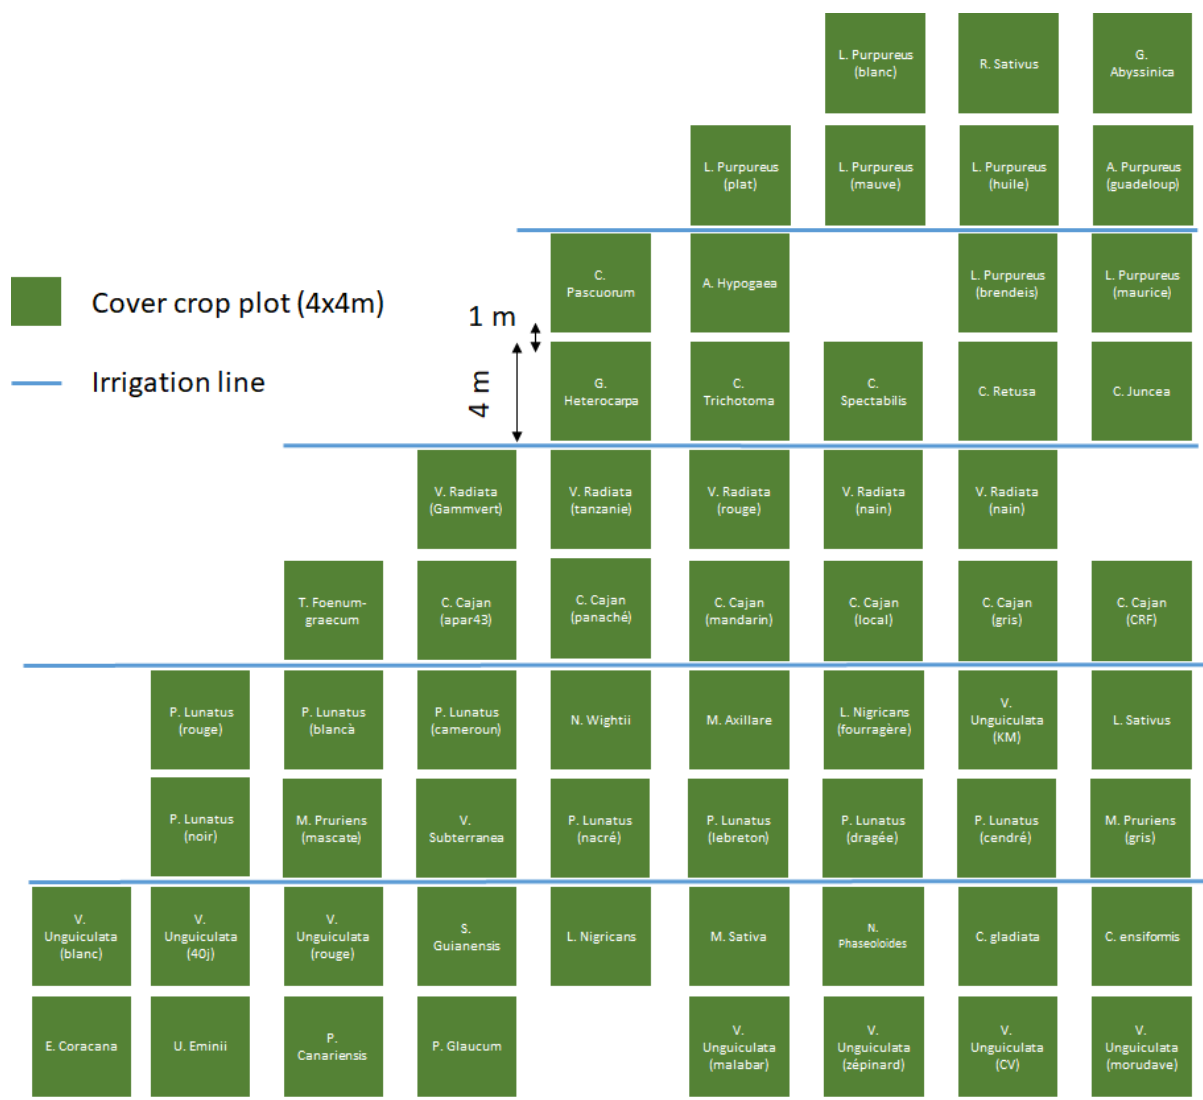 L. Purpureus
(blanc)
R. Sativus
G.
Abyssinica
L. Purpureus
(plat)
L. Purpureus
(mauve)
L. Purpureus
(huile)
A. Purpureus
(guadeloup)
C.
Pascuorum
A. Hypogaea
L. Purpureus
(brendeis)
L. Purpureus
(maurice)
Cover crop plot (4x4m)
Irrigation line
1 m
4 m
G.
Heterocarpa
C.
Trichotoma
C.
Spectabilis
C. Retusa
C. Juncea
V. Radiata
(Gammvert)
V. Radiata
(tanzanie)
V. Radiata
(rouge)
V. Radiata
(nain)
V. Radiata
(nain)
T. Foenum-
graecum
C. Cajan
(apar43)
C. Cajan
(panaché)
C. Cajan
(mandarin)
C. Cajan
(local)
C. Cajan
(gris)
C. Cajan
(CRF)
P. Lunatus
(rouge)
P. Lunatus
(blancà
P. Lunatus
(cameroun)
N. Wightii
M. Axillare
L. Nigricans
(fourragère)
V.
Unguiculata
(KM)
L. Sativus
P. Lunatus
(noir)
M. Pruriens
(mascate)
V.
Subterranea
P. Lunatus
(nacré)
P. Lunatus
(lebreton)
P. Lunatus
(dragée)
P. Lunatus
(cendré)
M. Pruriens
(gris)
V.
Unguiculata
(blanc)
V.
Unguiculata
(40j)
V.
Unguiculata
(rouge)
S.
Guianensis
L. Nigricans
M. Sativa
N.
Phaseoloides
C. gladiata
C. ensiformis
E. Coracana
U. Eminii
P.
Canariensis
P. Glaucum
V.
Unguiculata
(malabar)
V.
Unguiculata
(zépinard)
V.
Unguiculata
(CV)
V.
Unguiculata
(morudave)